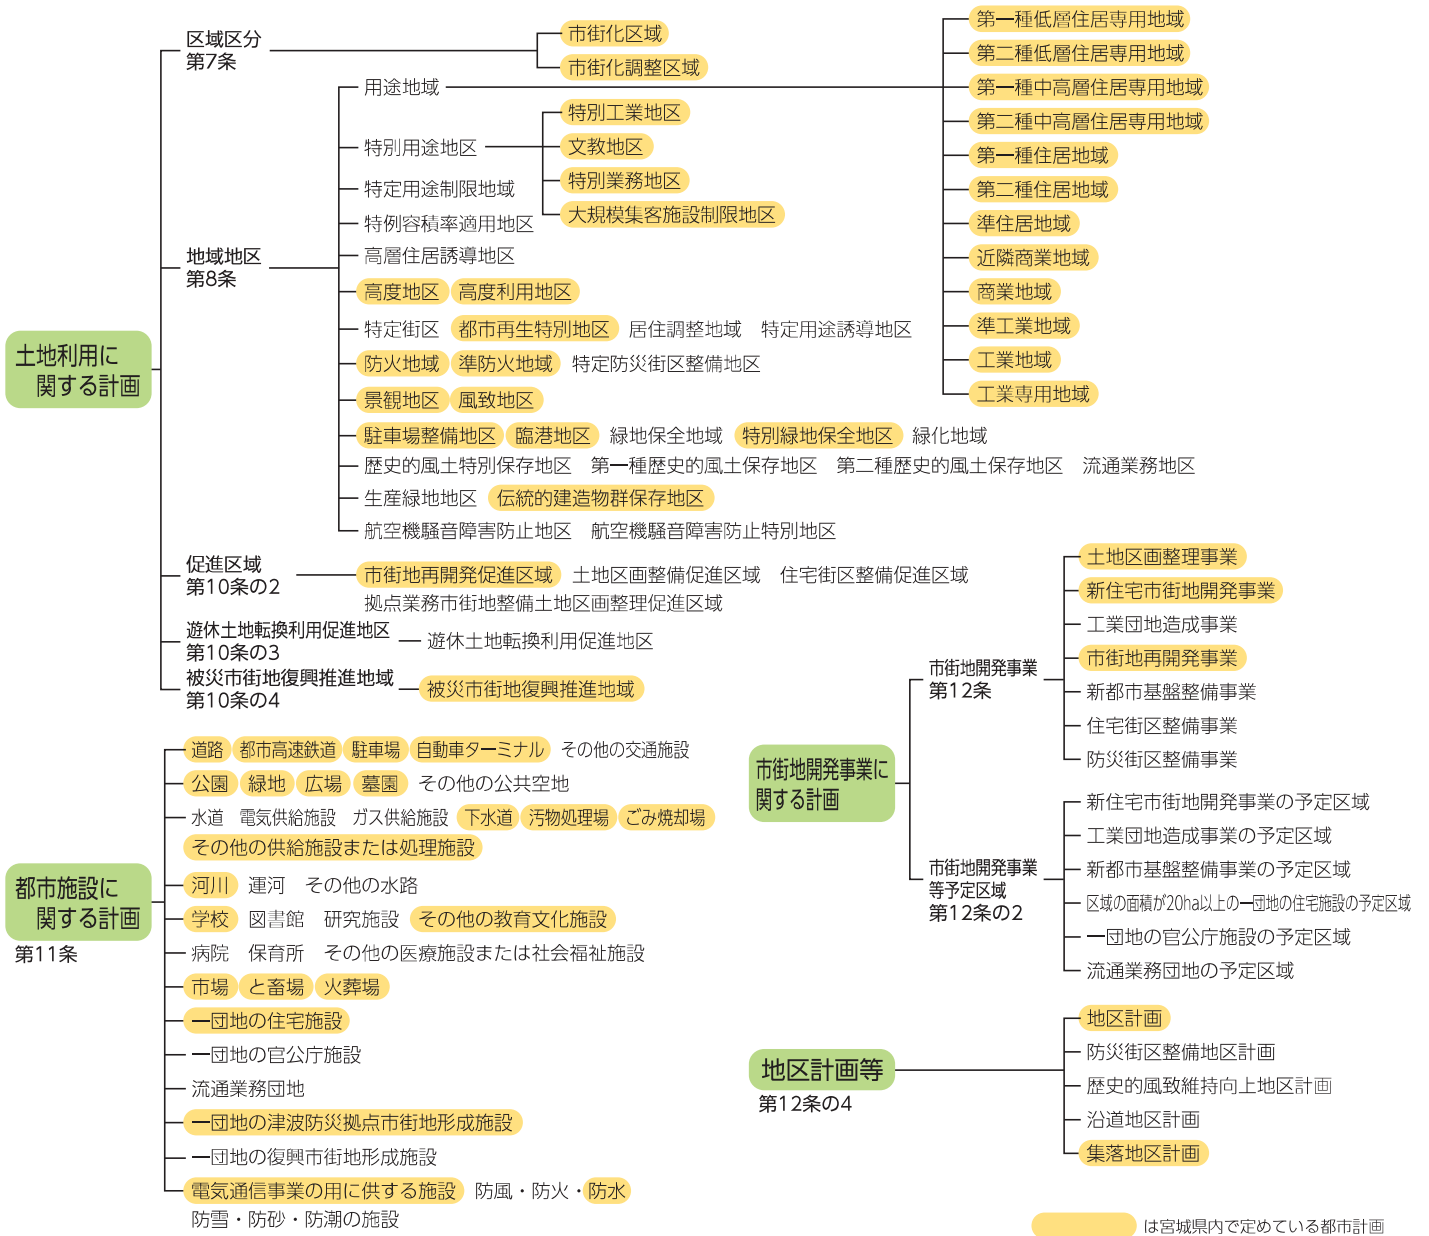 土地利用に
関する計画
区域区分
第7条
市街化区域
市街化調整区域
地域地区
第8条
用途地域
第一種低層住居専用地域
第二種低層住居専用地域
第一種中高層住居専用地域
第二種中高層住居専用地域
第一種住居地域
第二種住居地域
準住居地域
近隣商業地域
商業地域
準工業地域
工業地域
工業専用地域
特別用途地区
特別工業地区
文教地区
特別業務地区
大規模集客施設制限地区
特定用途制限地域
特例容積率適用地区
高層住居誘導地区
高度地区 高度利用地区
特定街区 都市再生特別地区 居住調整地域 特定用途誘導地区
防火地域 準防火地域 特定防災街区整備地区
景観地区 風致地区
駐車場整備地区 臨港地区 緑地保全地域 特別緑地保全地区 緑化地域
歴史的風土特別保存地区 第一種歴史的風土保存地区 第二種歴史的風土保存地区 流通業務地区
生産緑地地区 伝統的建造物群保存地区
航空機騒音障害防止地区 航空機騒音障害防止特別地区
促進区域
第10条の2
市街地再開発促進区域 土地区画整備促進区域 住宅街区整備促進区域
拠点業務市街地整備土地区画整理促進区域
遊休土地転換利用促進地区
第10条の3
遊休土地転換利用促進地区
被災市街地復興推進地域
第10条の4
被災市街地復興推進地域
都市施設に
関する計画
第11条
道路 都市高速鉄道 駐車場 自動車ターミナル その他の交通施設
公園 緑地 広場 墓園 その他の公共空地
水道 電気供給施設 ガス供給施設 下水道 汚物処理場 ごみ焼却場
その他の供給施設または処理施設
河川 運河 その他の水路
学校 図書館 研究施設 その他の教育文化施設
病院 保育所 その他の医療施設または社会福祉施設
市場 と畜場 火葬場
一団地の住宅施設
一団地の官公庁施設
流通業務団地
一団地の津波防災拠点市街地形成施設
一団地の復興市街地形成施設
電気通信事業の用に供する施設 防風・防火・防水
防雪・防砂・防潮の施設
市街地開発事業に
関する計画
市街地開発事業
第12条
土地区画整理事業
新住宅市街地開発事業
工業団地造成事業
市街地再開発事業
新都市基盤整備事業
住宅街区整備事業
防災街区整備事業
市街地開発事業
等予定区域
第12条の2
新住宅市街地開発事業の予定区域
工業団地造成事業の予定区域
新都市基盤整備事業の予定区域
区域の面積が20ha以上の一団地の住宅施設の予定区域
一団地の官公庁施設の予定区域
流通業務団地の予定区域
地区計画等
第12条の4
地区計画
防災街区整備地区計画
歴史的風致維持向上地区計画
沿道地区計画
集落地区計画
は宮城県内で定めている都市計画